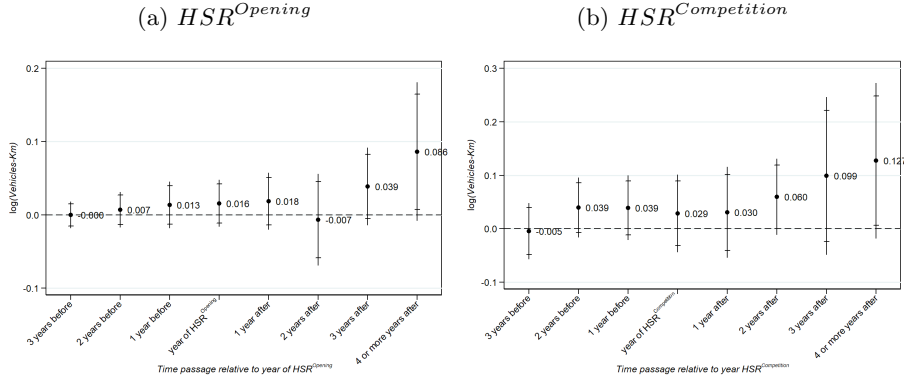 (a) HSR^Opening
(b) HSR^Competition
0.2
0.1
0.0
-0.1
log(Vehicles-Km)
-0.000
0.007
0.013
0.016
0.018
-0.007
0.039
0.086
3 years before
2 years before
1 year before
year of HSR^Opening
1 year after
2 years after
3 years after
4 or more years after
Time passage relative to year of HSR^Opening
0.3
0.2
0.1
0.0
-0.1
log(Vehicles-Km)
-0.005
0.039
0.039
0.029
0.030
0.060
0.099
0.127
3 years before
2 years before
1 year before
year of HSR^Competition
1 year after
2 years after
3 years after
4 or more years after
Time passage relative to year HSR^Competition